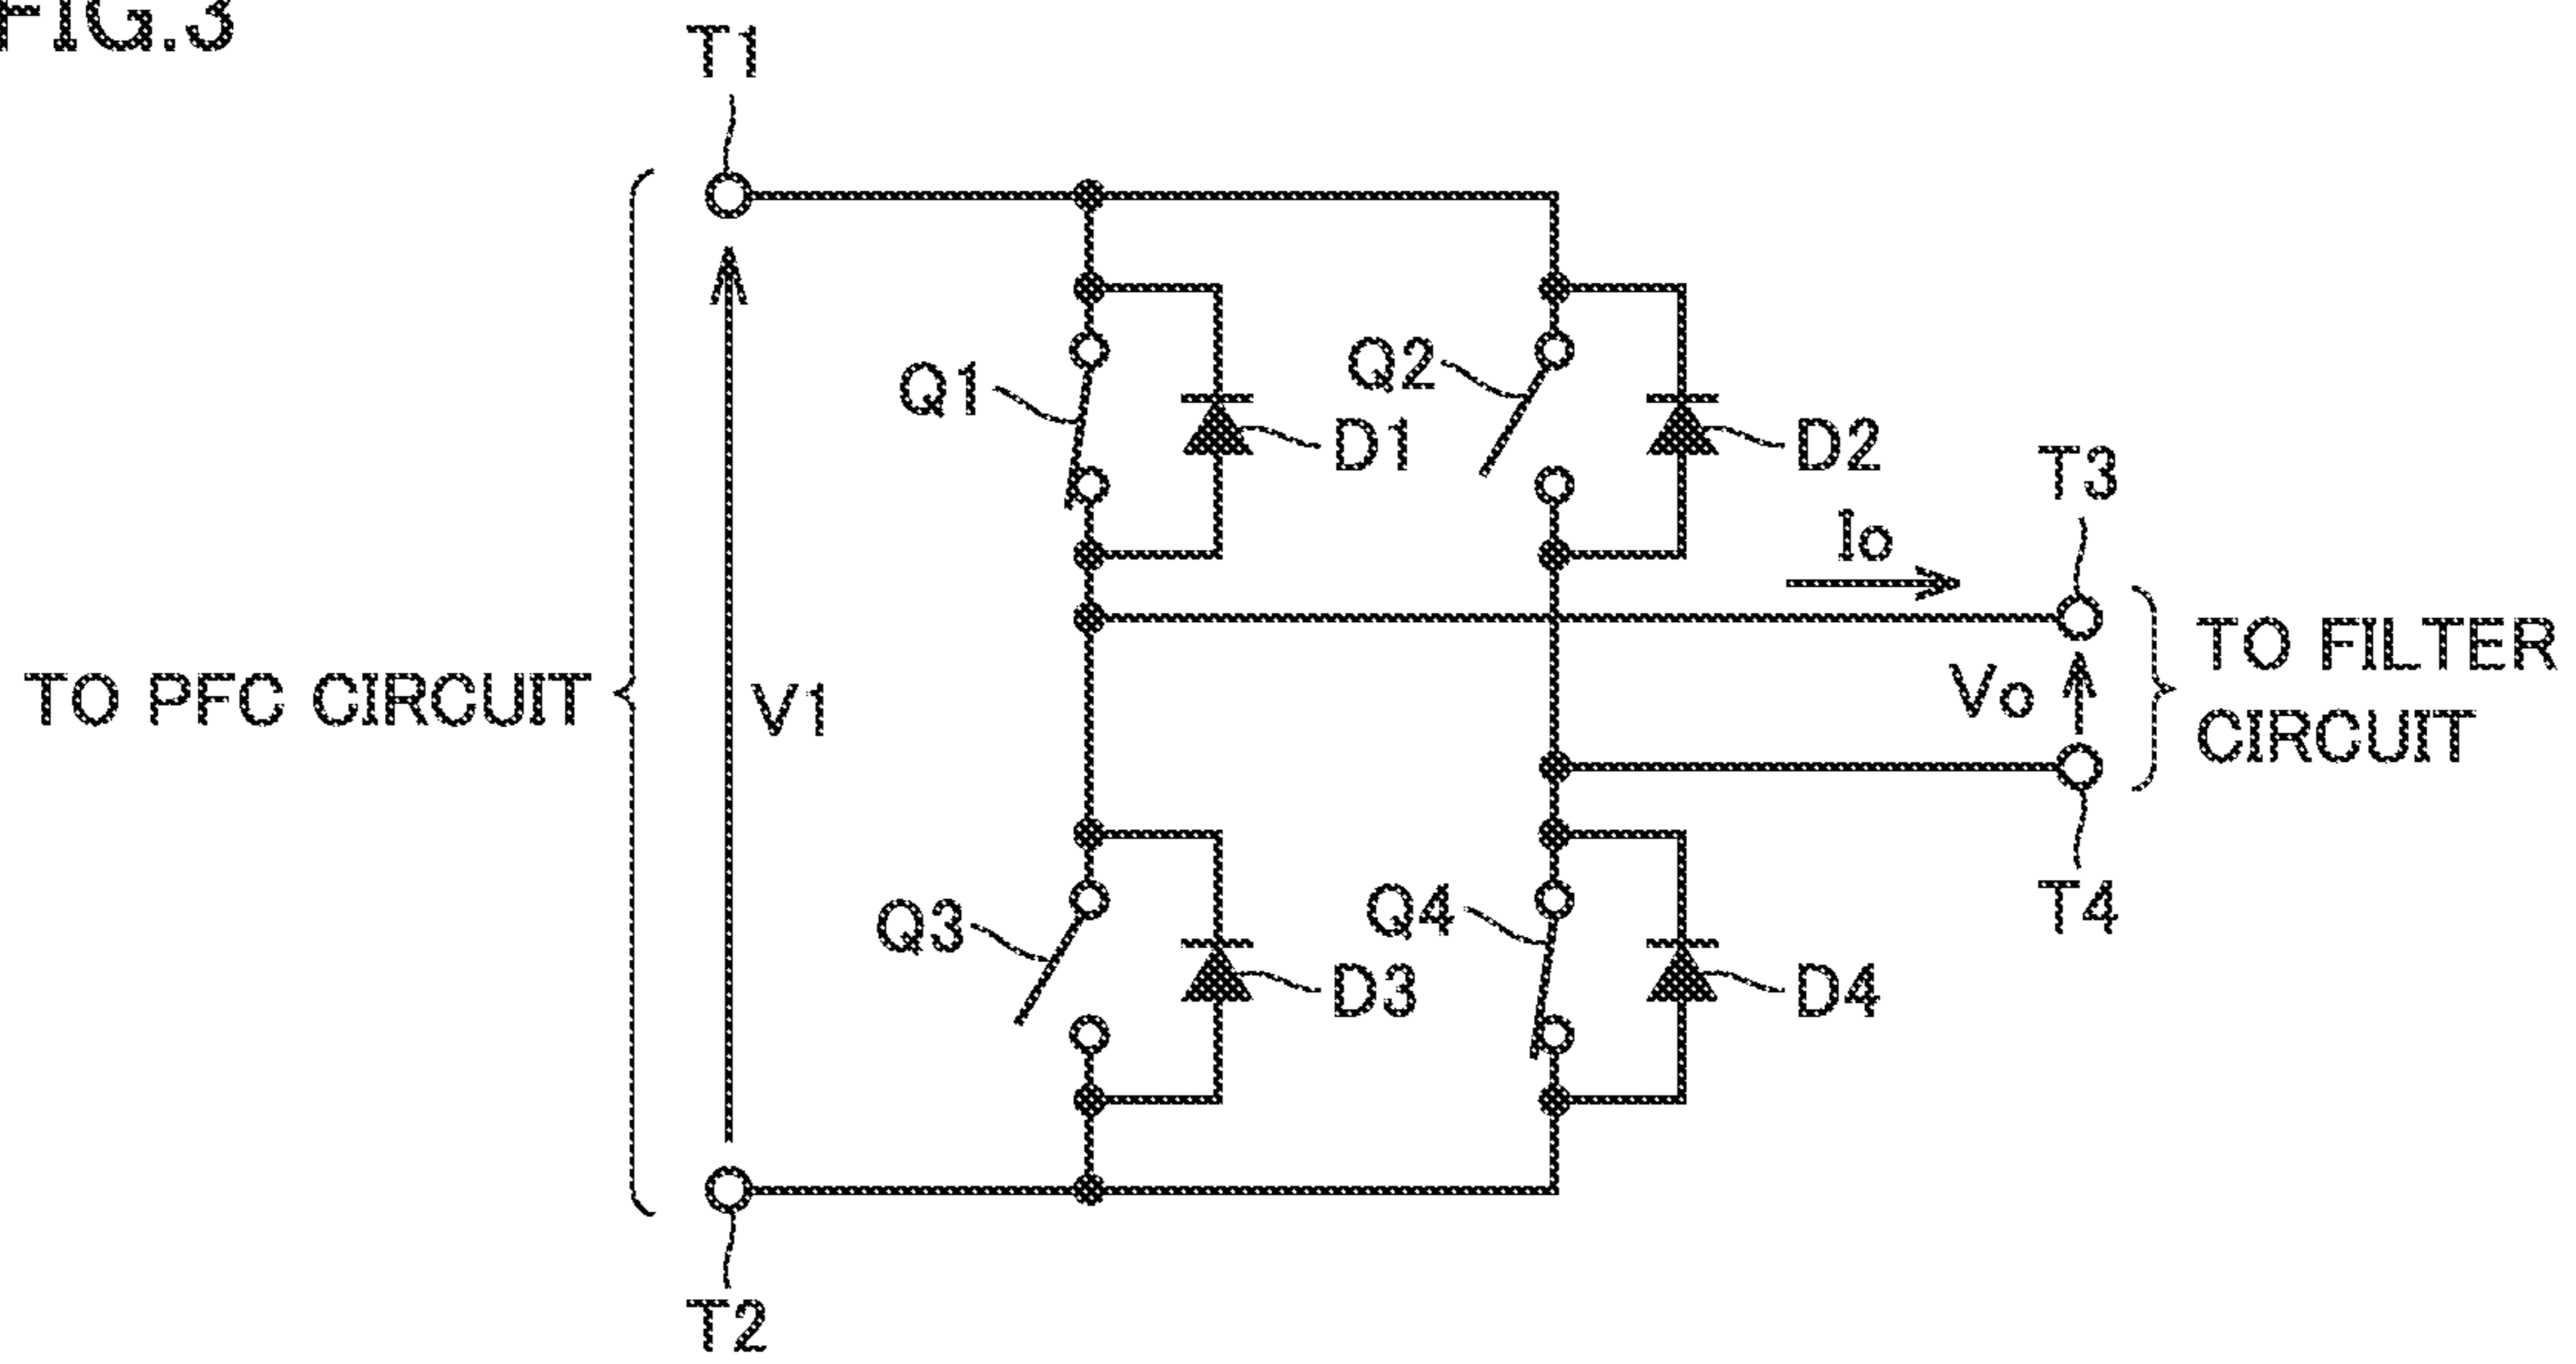 FIG.3
T1
Q1
D1
Q2
D2
T3
Io
TO PFC CIRCUIT
V1
Vo
TO FILTER
CIRCUIT
Q3
D3
Q4
D4
T4
T2